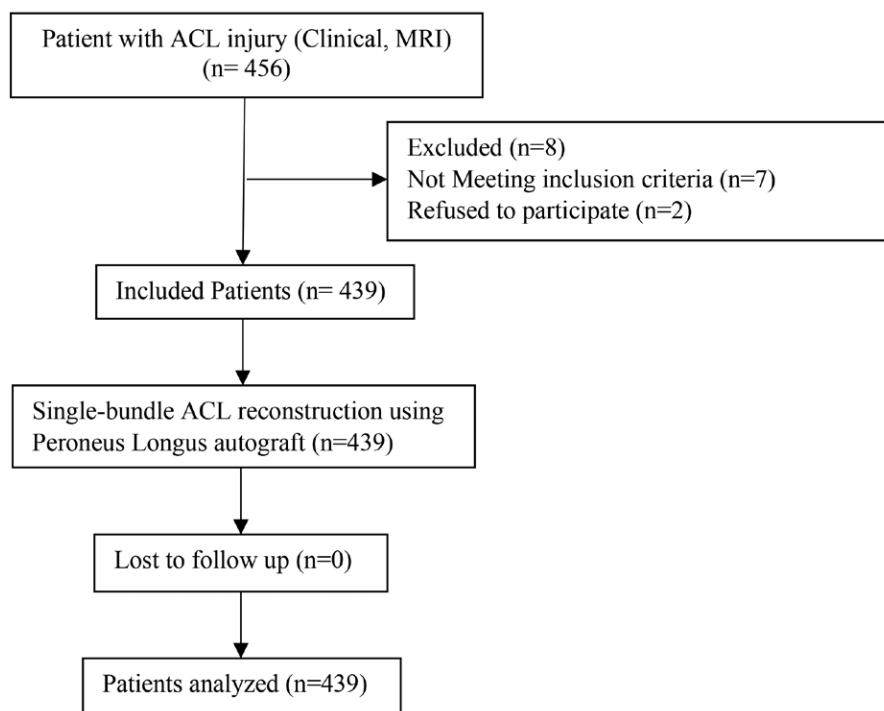 Patient with ACL injury (Clinical, MRI)
(n= 456)
Excluded (n=8)
Not Meeting inclusion criteria (n=7)
Refused to participate (n=2)
Included Patients (n= 439)
Single-bundle ACL reconstruction using
Peroneus Longus autograft (n=439)
Lost to follow up (n=0)
Patients analyzed (n=439)